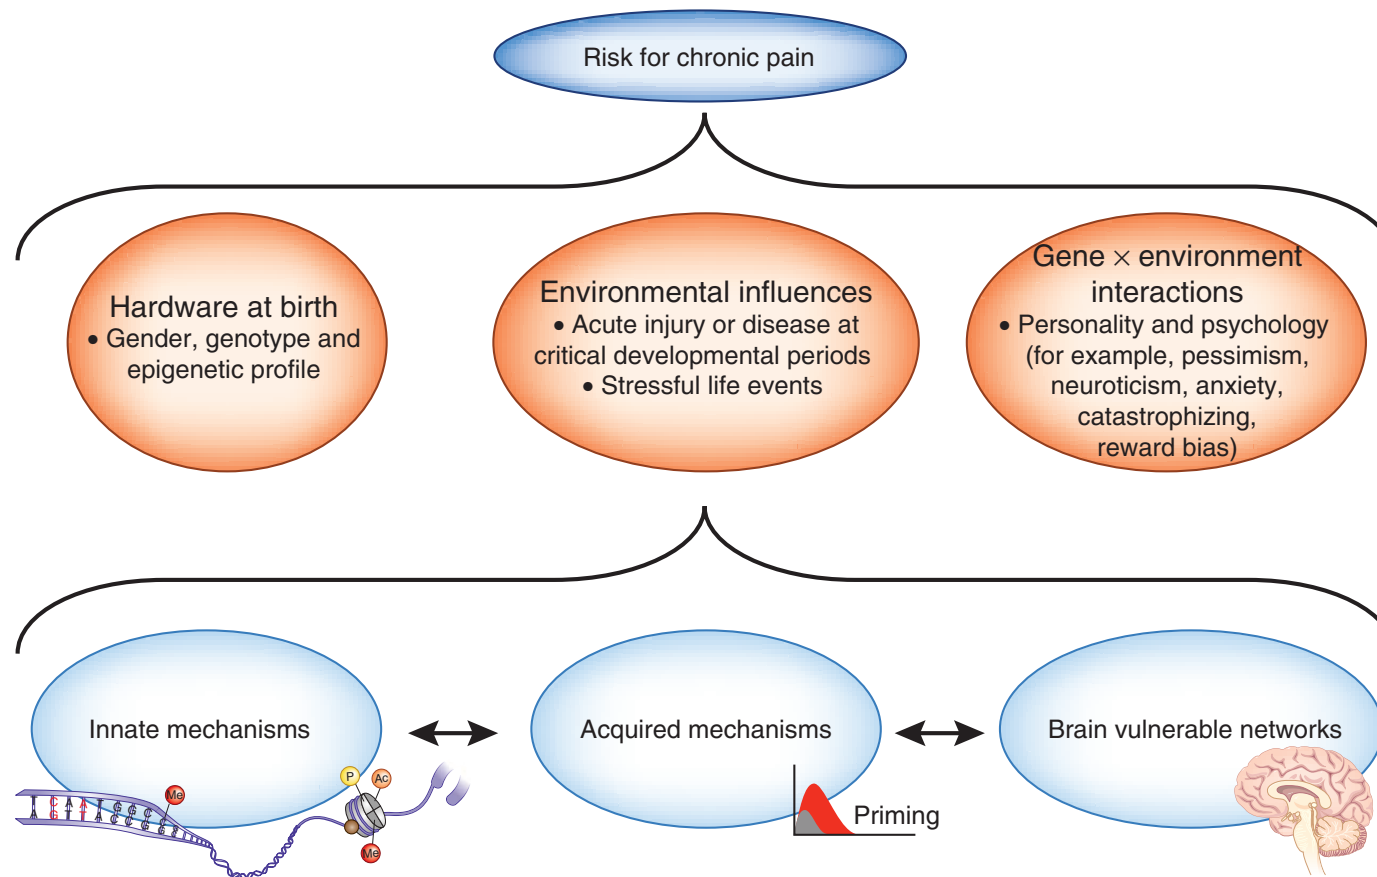 Risk for chronic pain
Hardware at birth
• Gender, genotype and
epigenetic profile
Environmental influences
• Acute injury or disease at
critical developmental periods
• Stressful life events
Gene × environment
interactions
• Personality and psychology
(for example, pessimism,
neuroticism, anxiety,
catastrophizing,
reward bias)
Innate mechanisms
Acquired mechanisms
Brain vulnerable networks
P
Ac
Me
Me
T C A A T G G C
A G T T A C C G
Priming